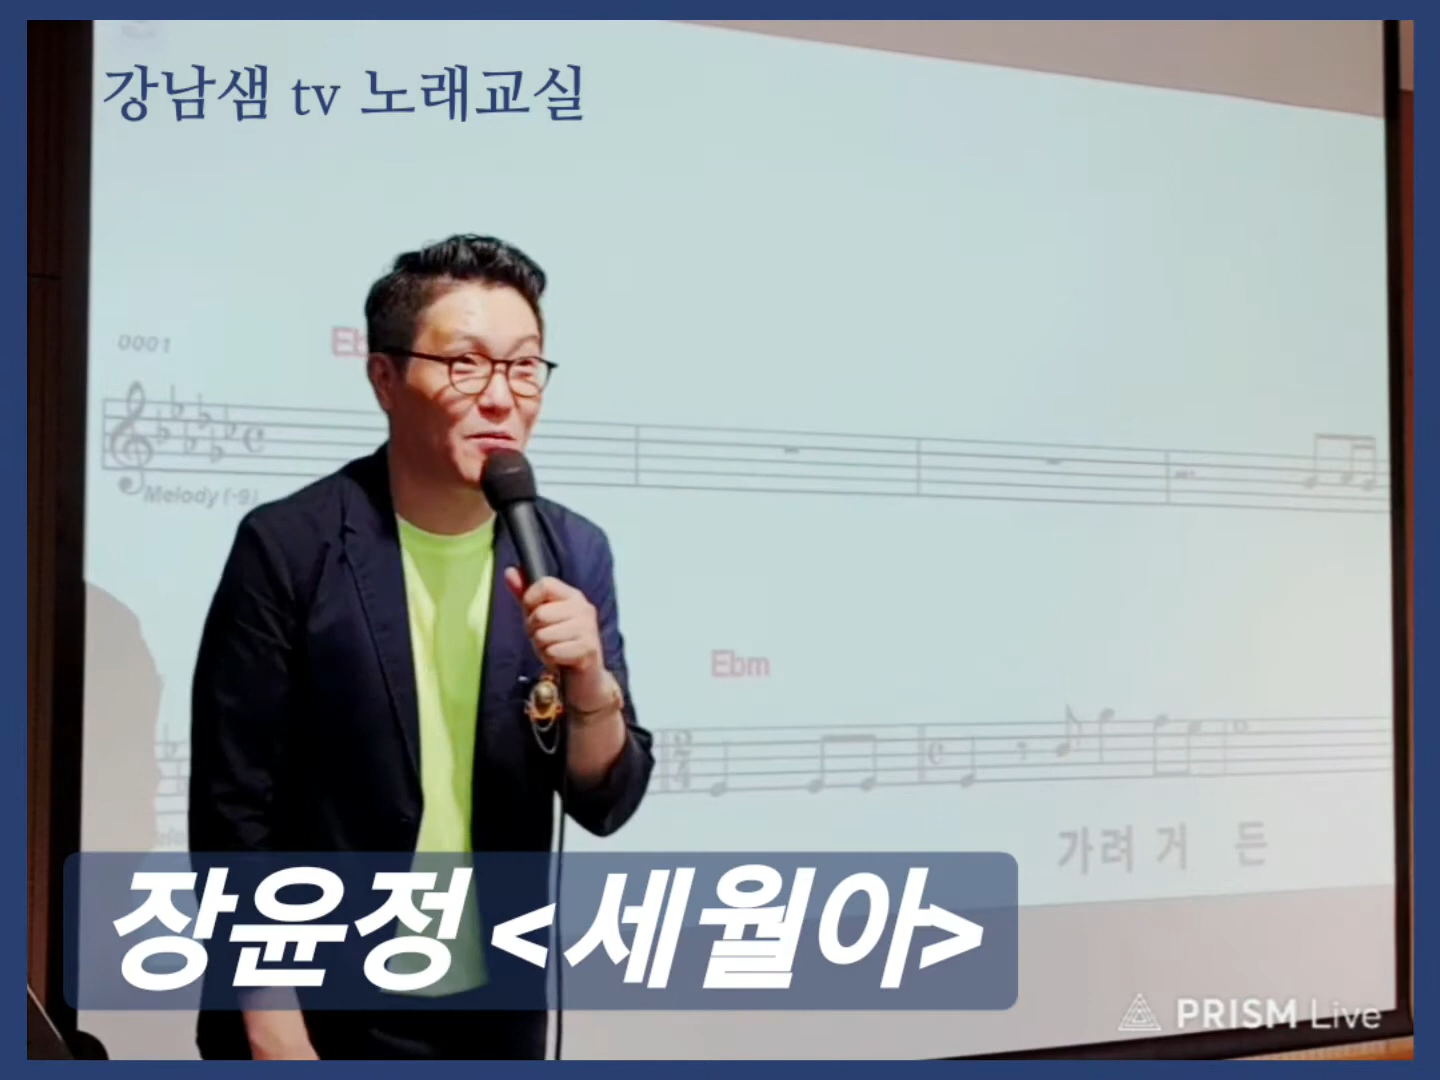 강남샘 tv 노래교실
0001
Eb
Melody (-9)
Ebm
가려 거 든
장윤정 <세월아>
PRISM Live